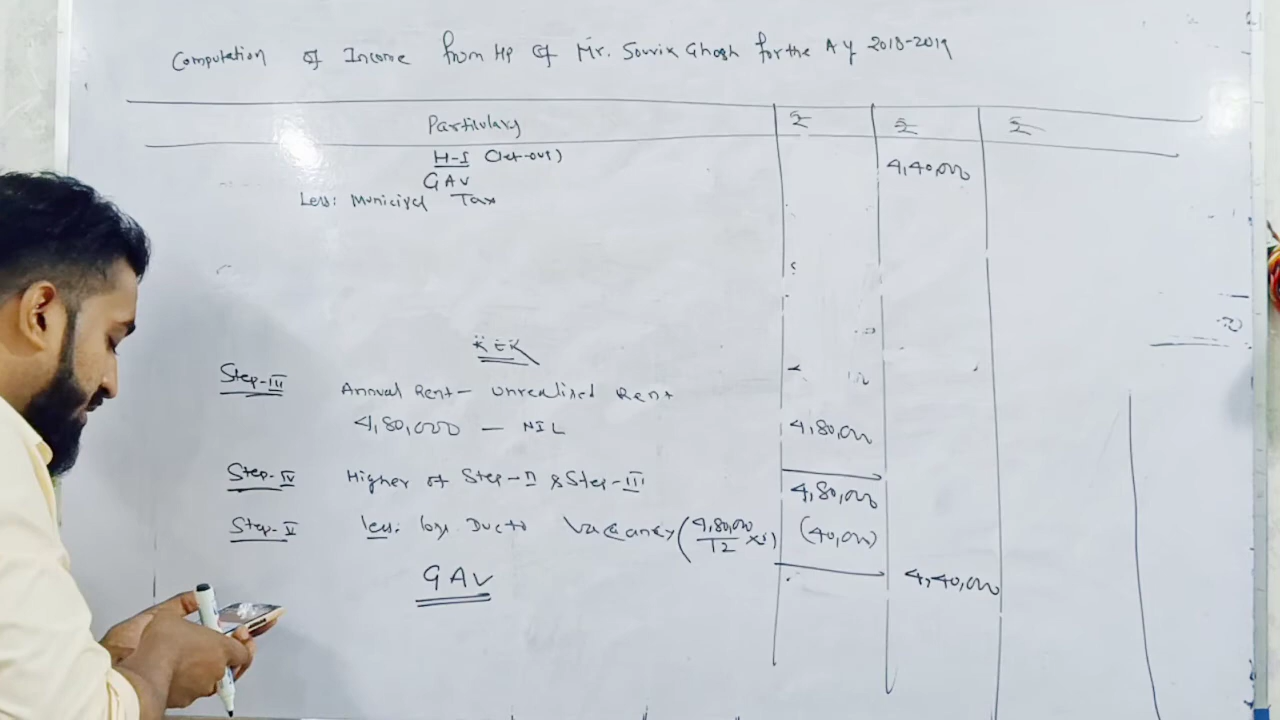 Computation of Income from HP of Mr. Sourix Ghosh for the A Y 2018-2019
Particulars ₹ ₹ ₹
H-I (Let-out)
GAV 4,40,000
Less: Municipal Tax
Step-III Annual Rent - Unrealised Rent
4,80,000 - NIL 4,80,000
Step-IV Higher of Step-II & Step-III 4,80,000
Step-V Less: loss Due to Vacancy (4,80,000/12 x1) (40,000)
GAV 4,40,000